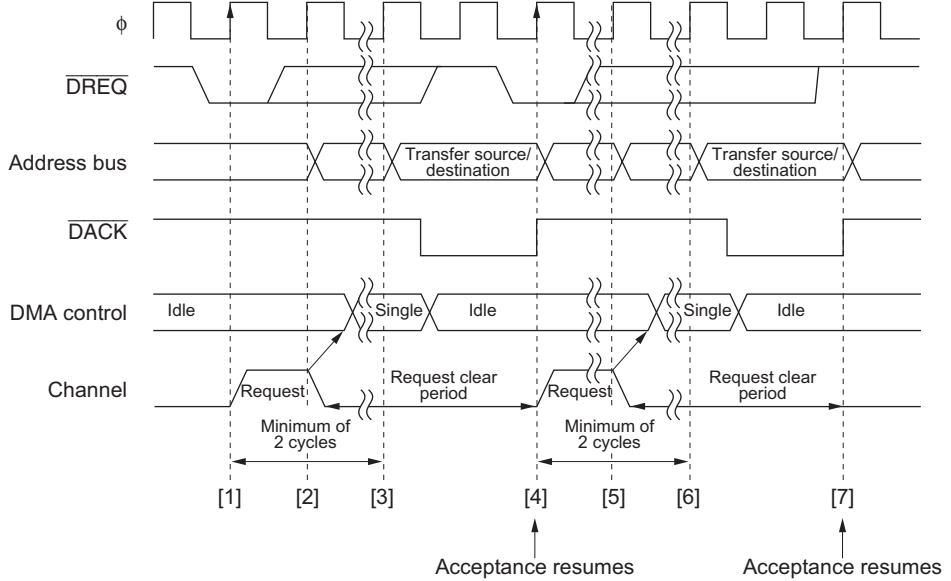 ϕ
DREQ
Address bus
Transfer source/
destination
Transfer source/
destination
DACK
DMA control
Idle
Single
Idle
Single
Idle
Channel
Request
Request clear
period
Request
Request clear
period
Minimum of
2 cycles
Minimum of
2 cycles
[1] [2] [3] [4] [5] [6] [7]
Acceptance resumes
Acceptance resumes